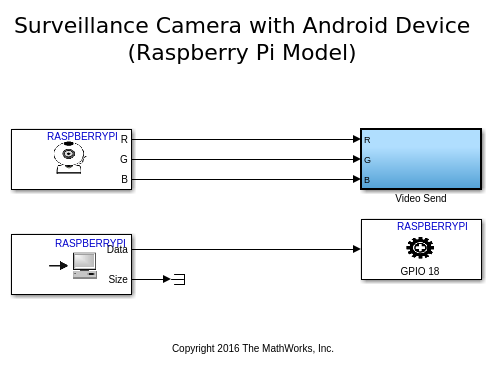 Surveillance Camera with Android Device
(Raspberry Pi Model)
RASPBERRYPI
R
G
B
R
G
B
Video Send
RASPBERRYPI
Data
Size
RASPBERRYPI
GPIO 18
Copyright 2016 The MathWorks, Inc.